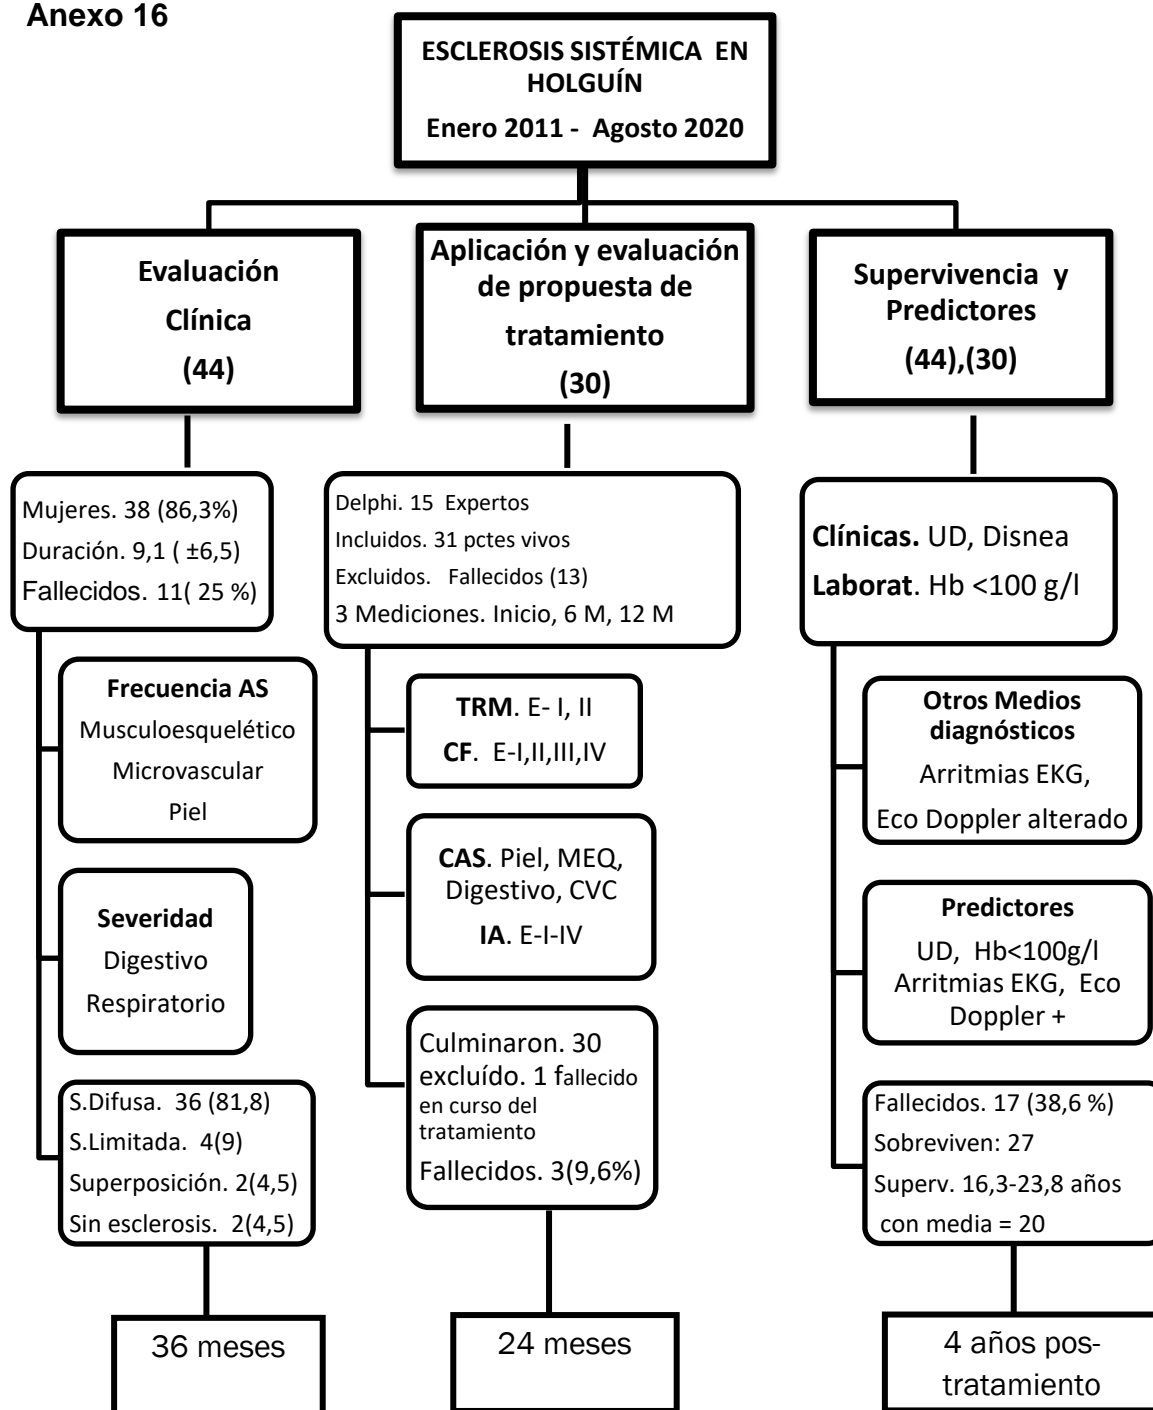 Anexo 16
ESCLEROSIS SISTÉMICA EN
HOLGUÍN
Enero 2011 - Agosto 2020
Evaluación
Clínica
(44)
Mujeres. 38 (86,3%)
Duración. 9,1 ( ±6,5)
Fallecidos. 11( 25 %)
Frecuencia AS
Musculoesquelético
Microvascular
Piel
Severidad
Digestivo
Respiratorio
S.Difusa. 36 (81,8)
S.Limitada. 4(9)
Superposición. 2(4,5)
Sin esclerosis. 2(4,5)
36 meses
Aplicación y evaluación
de propuesta de
tratamiento
(30)
Delphi. 15 Expertos
Incluidos. 31 pctes vivos
Excluidos. Fallecidos (13)
3 Mediciones. Inicio, 6 M, 12 M
TRM. E- I, II
CF. E-I,II,III,IV
CAS. Piel, MEQ,
Digestivo, CVC
IA. E-I-IV
Culminaron. 30
excluído. 1 fallecido
en curso del
tratamiento
Fallecidos. 3(9,6%)
24 meses
Supervivencia y
Predictores
(44),(30)
Clínicas. UD, Disnea
Laborat. Hb <100 g/l
Otros Medios
diagnósticos
Arritmias EKG,
Eco Doppler alterado
Predictores
UD, Hb<100g/l
Arritmias EKG, Eco
Doppler +
Fallecidos. 17 (38,6 %)
Sobreviven: 27
Superv. 16,3-23,8 años
con media = 20
4 años pos-
tratamiento